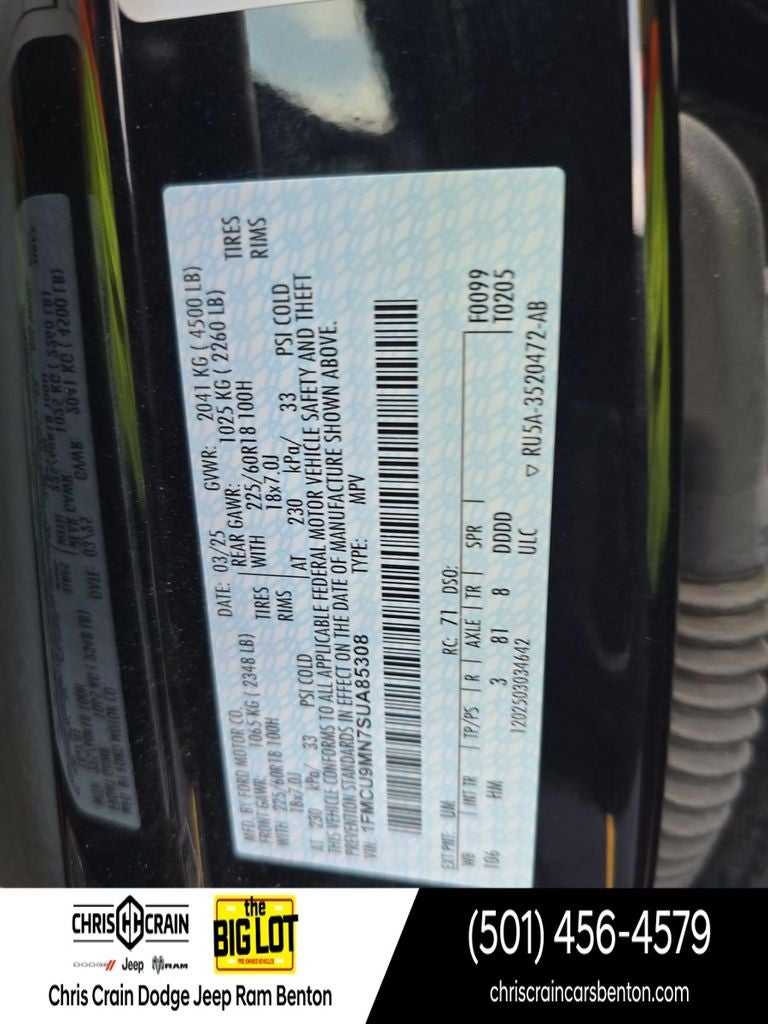 MFD. BY FORD MOTOR CO.
DATE: 03/25 GVWR: 2041 KG ( 4500 LB)
FRONT GAWR: 1065 KG ( 2348 LB) REAR GAWR: 1025 KG ( 2260 LB)
WITH 225/60R18 100H TIRES WITH 225/60R18 100H TIRES
18x7.0J RIMS 18x7.0J RIMS
AT 230 kPa/ 33 PSI COLD AT 230 kPa/ 33 PSI COLD
THIS VEHICLE CONFORMS TO ALL APPLICABLE FEDERAL MOTOR VEHICLE SAFETY AND THEFT
PREVENTION STANDARDS IN EFFECT ON THE DATE OF MANUFACTURE SHOWN ABOVE.
VIN: 1FMCU9MN7SUA85308 TYPE: MPV
EXT PNT: UM RC: 71 DSO: F0099
WB INT TR TP/PS R AXLE TR SPR T0205
106 HM 3 81 8 DDDD
1202503034642 ULC ▽ RU5A-3520472-AB
CHRIS CRAIN
DODGE Jeep RAM
the
BIG LOT
PRE-OWNED VEHICLES
Chris Crain Dodge Jeep Ram Benton
(501) 456-4579
chriscraincarsbenton.com